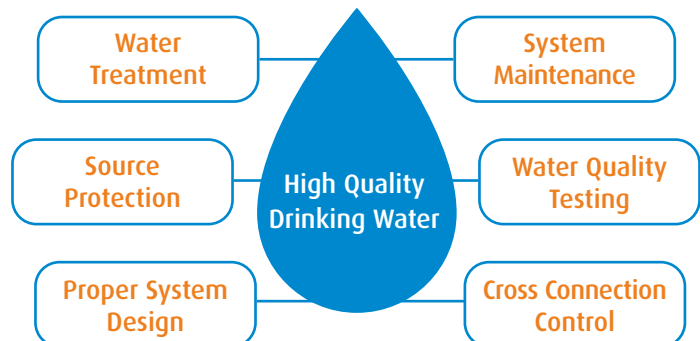 Water
Treatment
System
Maintenance
Source
Protection
High Quality
Drinking Water
Water Quality
Testing
Proper System
Design
Cross Connection
Control